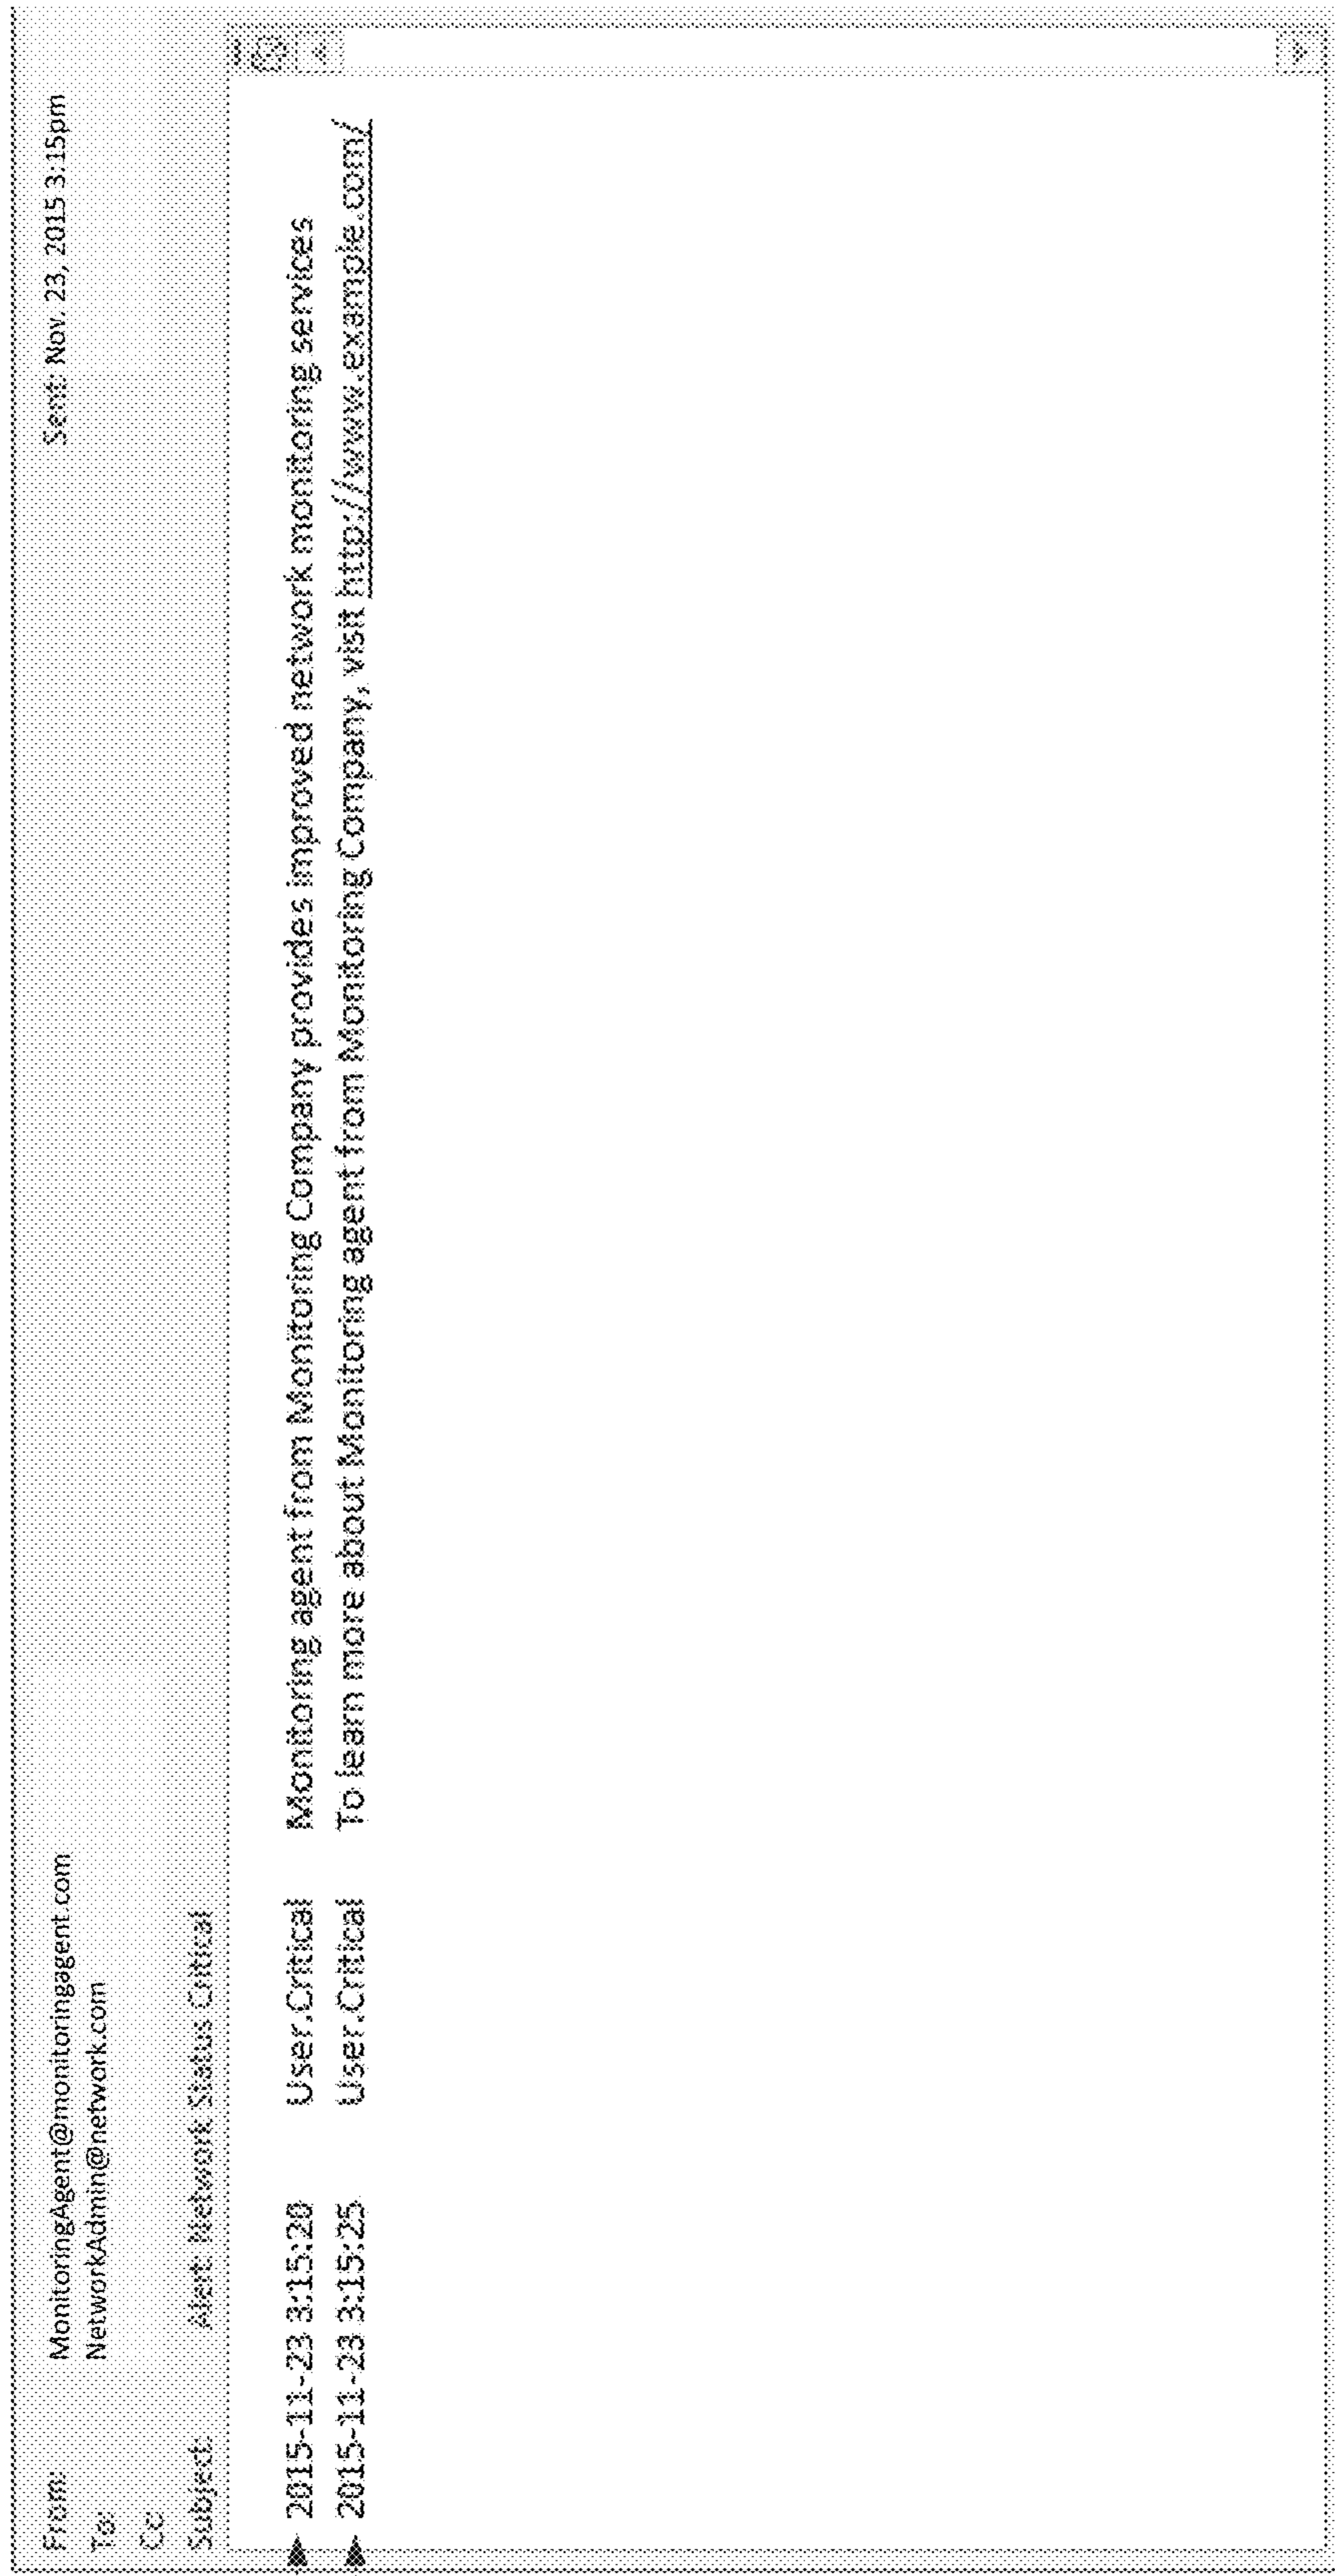 From: MonitoringAgent@monitoringagent.com Sent: Nov. 23, 2015 3:15pm
To: NetworkAdmin@network.com
Cc:
Subject: Alert: Network Status Critical
2015-11-23 3:15:20 User.Critical Monitoring agent from Monitoring Company provides improved network monitoring services
2015-11-23 3:15:25 User.Critical To learn more about Monitoring agent from Monitoring Company, visit http://www.example.com/